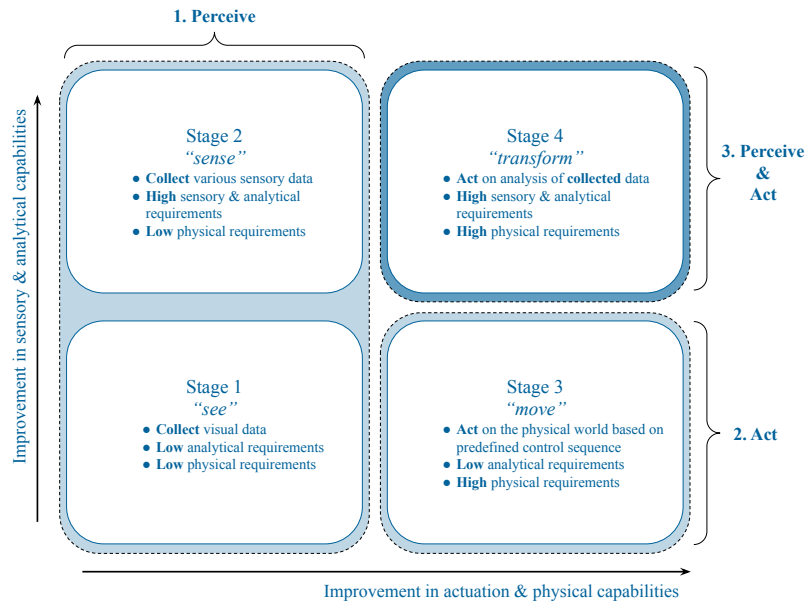 1. Perceive
Improvement in sensory & analytical capabilities
Stage 2
“sense”
● Collect various sensory data
● High sensory & analytical
requirements
● Low physical requirements
Stage 4
“transform”
● Act on analysis of collected data
● High sensory & analytical
requirements
● High physical requirements
3. Perceive
&
Act
Stage 1
“see”
● Collect visual data
● Low analytical requirements
● Low physical requirements
Stage 3
“move”
● Act on the physical world based on
predefined control sequence
● Low analytical requirements
● High physical requirements
2. Act
Improvement in actuation & physical capabilities